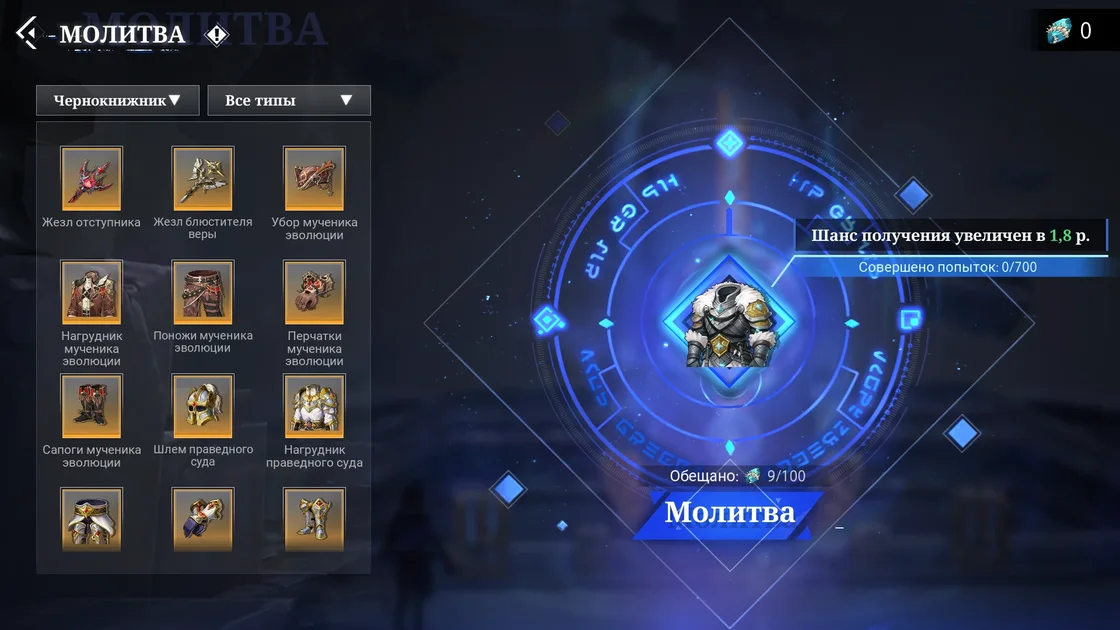 МОЛИТВА
0
Чернокнижник▼
Все типы ▼
Жезл отступника
Жезл блюстителя
веры
Убор мученика
эволюции
Нагрудник
мученика
эволюции
Поножи мученика
эволюции
Перчатки
мученика
эволюции
Сапоги мученика
эволюции
Шлем праведного
суда
Нагрудник
праведного суда
Шанс получения увеличен в 1,8 р.
Совершено попыток: 0/700
Обещано: 9/100
Молитва